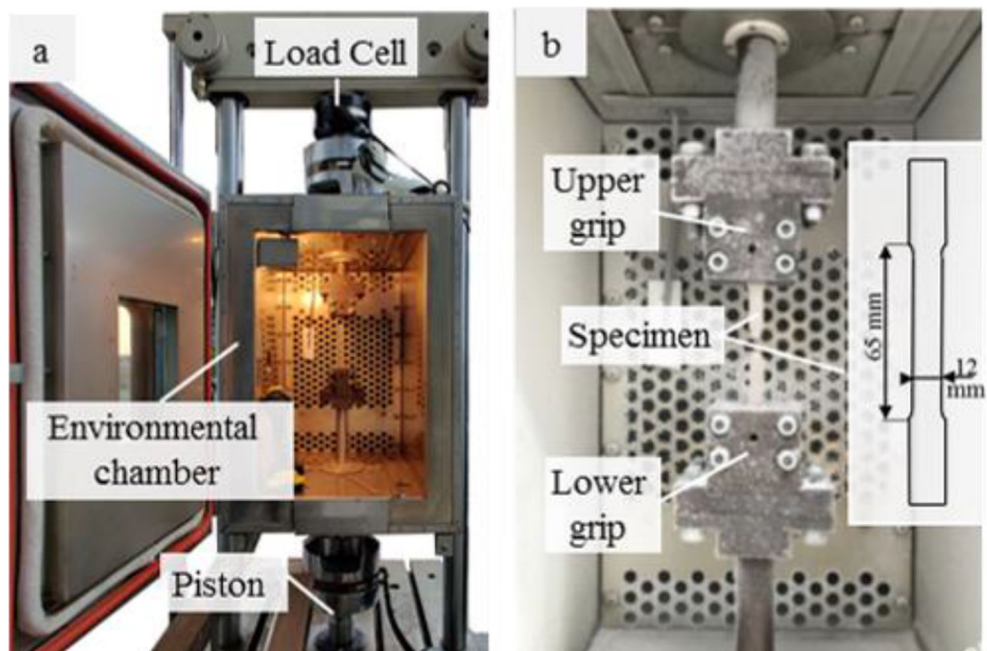 a
Load Cell
Environmental
chamber
Piston
b
Upper
grip
Specimen
Lower
grip
65 mm
12
mm